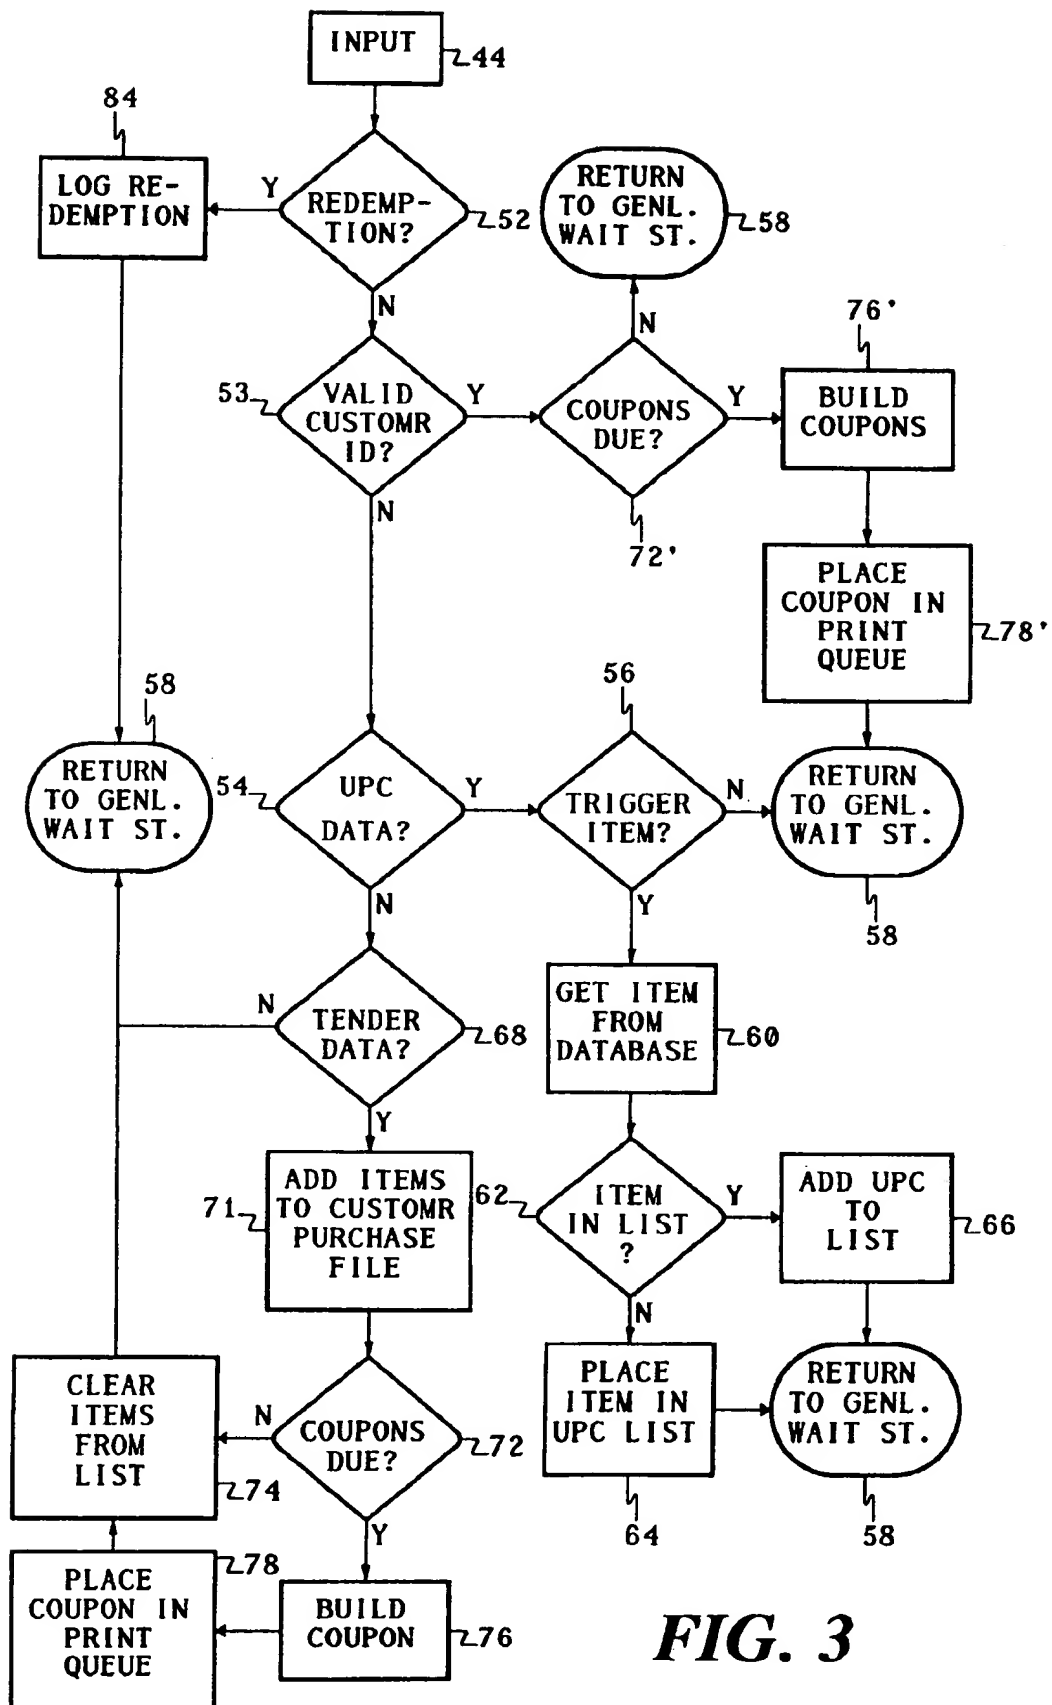 INPUT
44
84
LOG RE-
DEMPTION
Y
REDEMP-
TION?
52
RETURN
TO GENL.
WAIT ST.
58
N
N
76'
53
VALID
CUSTOMR
ID?
Y
COUPONS
DUE?
Y
BUILD
COUPONS
N
72'
PLACE
COUPON IN
PRINT
QUEUE
78'
58
56
RETURN
TO GENL.
WAIT ST.
54
UPC
DATA?
Y
TRIGGER
ITEM?
N
RETURN
TO GENL.
WAIT ST.
58
N
Y
N
TENDER
DATA?
68
GET ITEM
FROM
DATABASE
60
Y
71
ADD ITEMS
TO CUSTOMR
PURCHASE
FILE
62
ITEM
IN LIST
?
Y
ADD UPC
TO
LIST
66
N
CLEAR
ITEMS
FROM
LIST
74
N
COUPONS
DUE?
72
PLACE
ITEM IN
UPC LIST
64
RETURN
TO GENL.
WAIT ST.
58
Y
78
PLACE
COUPON IN
PRINT
QUEUE
BUILD
COUPON
76
FIG. 3